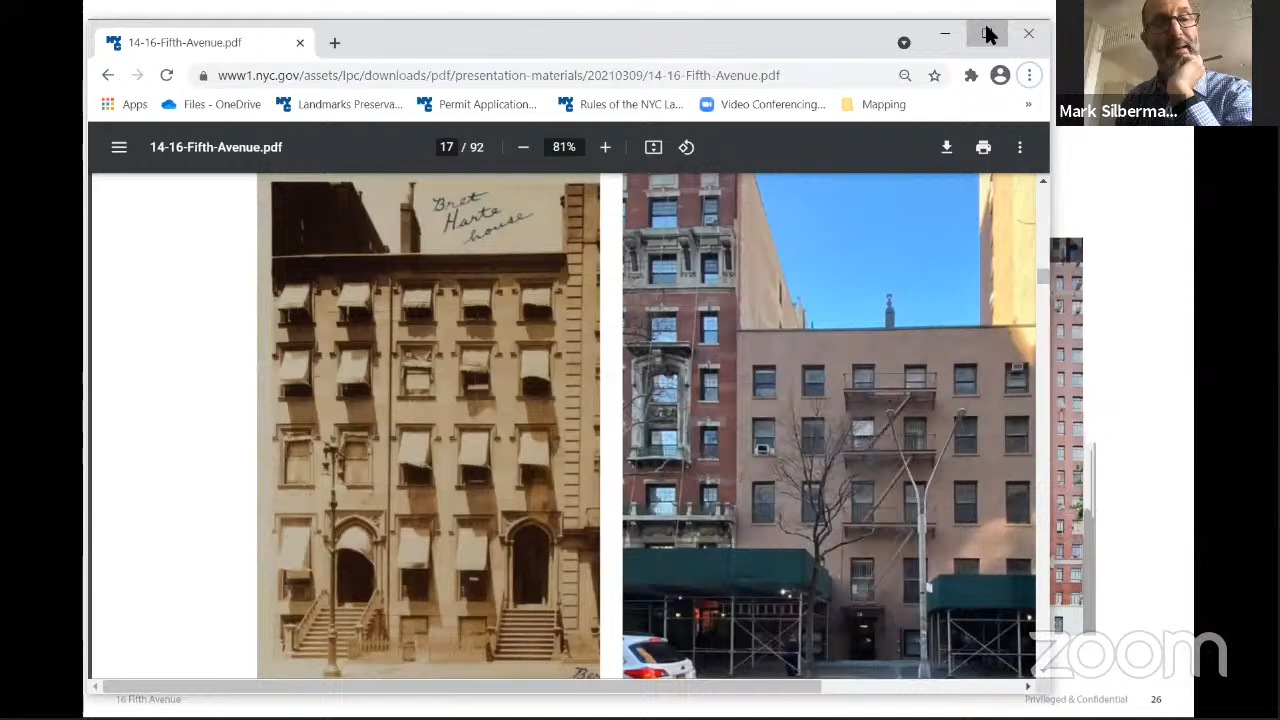 14-16-Fifth-Avenue.pdf
www1.nyc.gov/assets/lpc/downloads/pdf/presentation-materials/20210309/14-16-Fifth-Avenue.pdf
Apps Files - OneDrive Landmarks Preserva... Permit Application... Rules of the NYC La... Video Conferencing... Mapping »
14-16-Fifth-Avenue.pdf 17 / 92 81%
Mark Silberma...
Bret
Harte
house
zoom
16 Fifth Avenue Privileged & Confidential 26